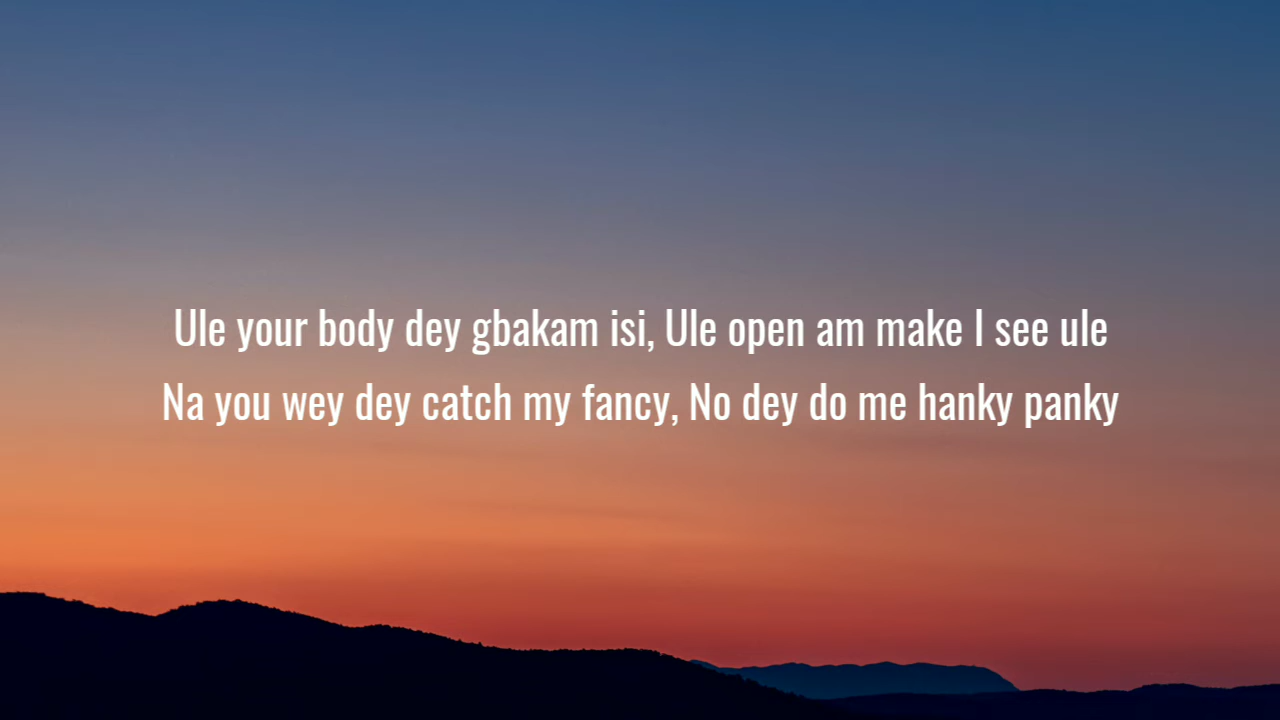 Ule your body dey gbakam isi, Ule open am make I see ule
Na you wey dey catch my fancy, No dey do me hanky panky